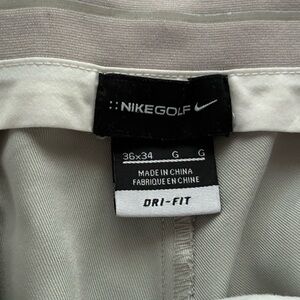 ::NIKEGOLF
36x34 G G
MADE IN CHINA
FABRIQUE EN CHINE
DRI-FIT